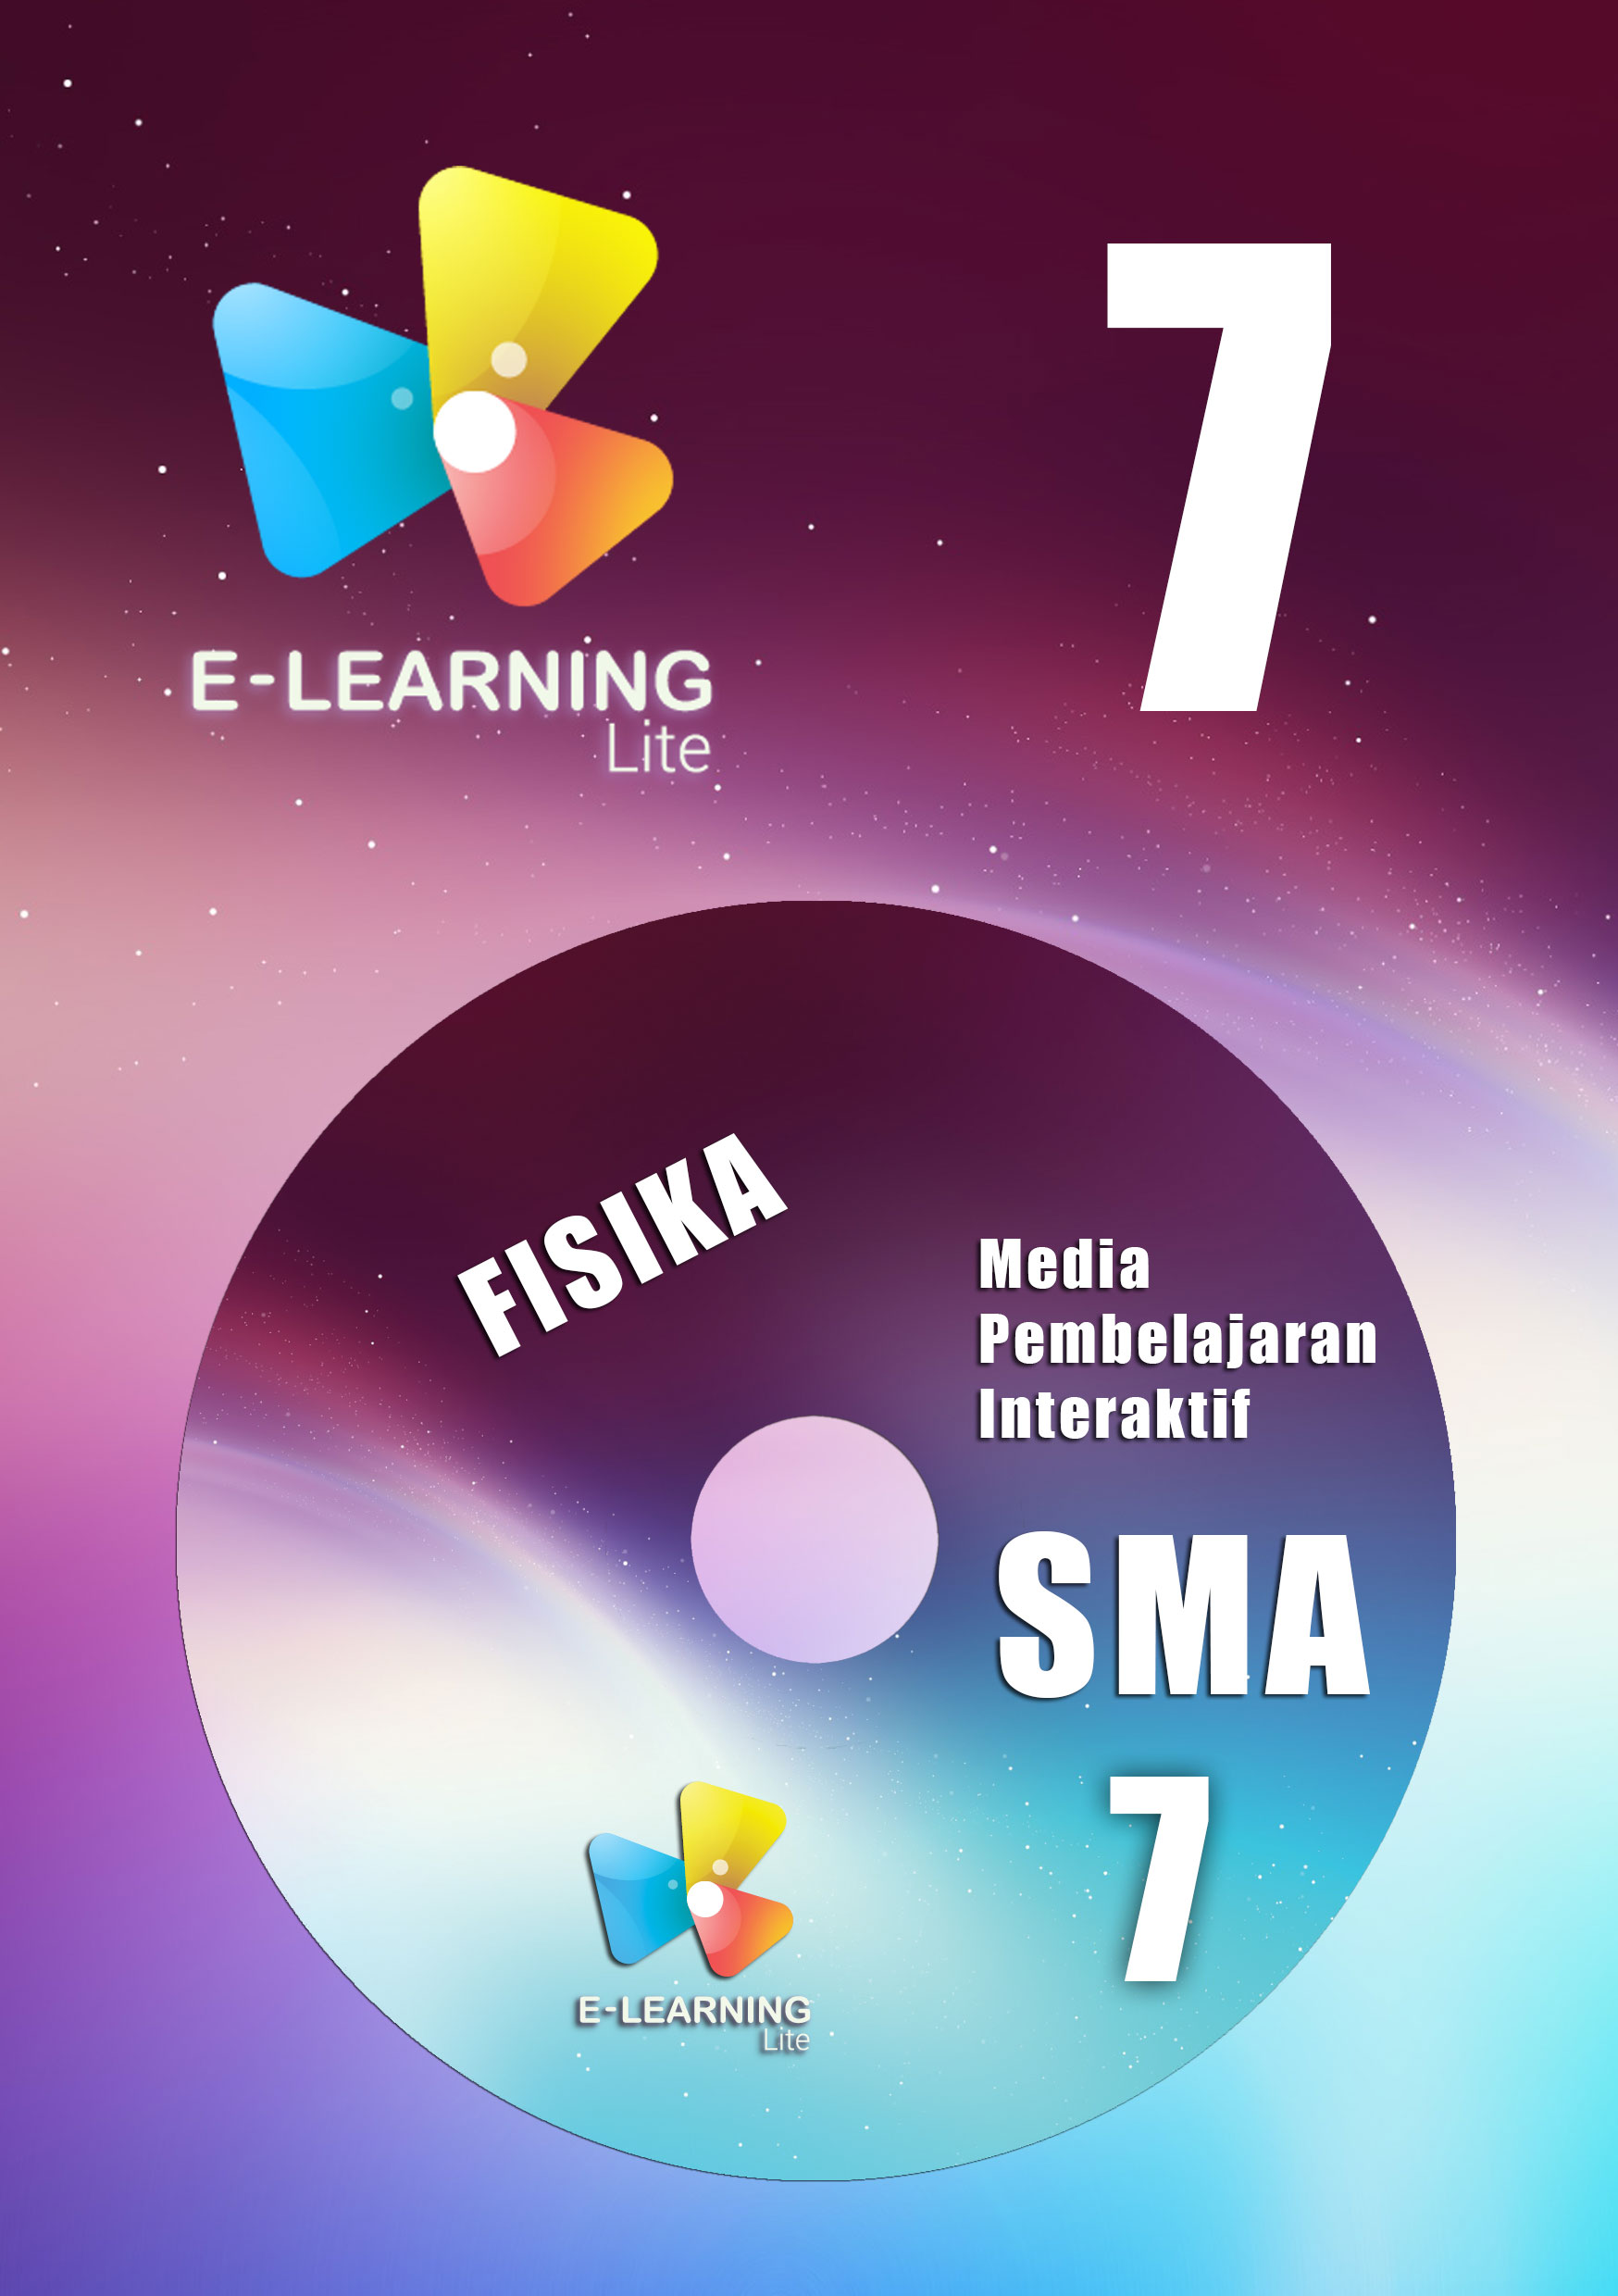 7
E-LEARNING
Lite
FISIKA
Media
Pembelajaran
Interaktif
SMA
7
E-LEARNING
Lite